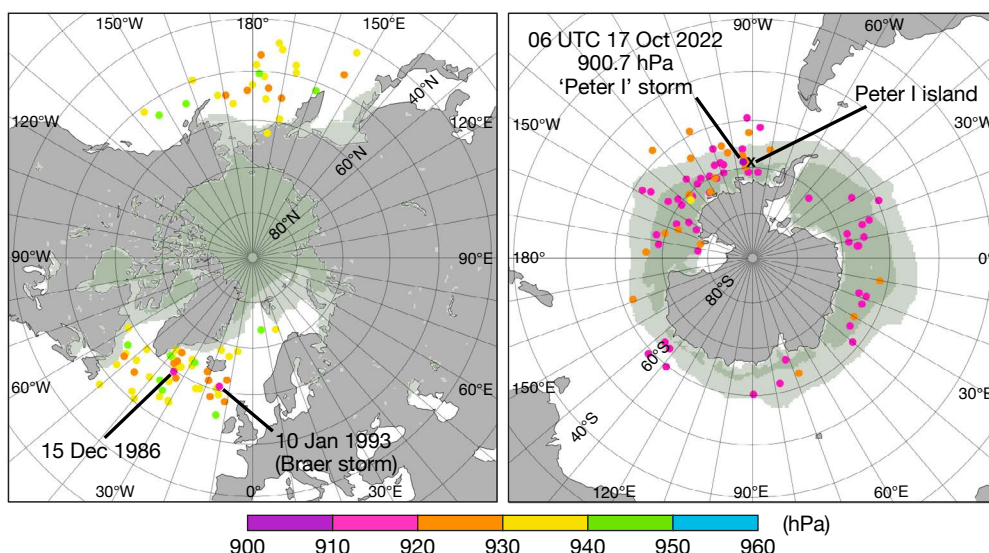 150°W 180° 150°E
120°W 120°E
40°N
60°N
80°N
90°W 90°E
60°W 60°E
15 Dec 1986
10 Jan 1993
(Braer storm)
30°W 0° 30°E
90°W
06 UTC 17 Oct 2022
900.7 hPa
‘Peter I’ storm
Peter I island
150°W 30°W
x
180° 0°
80°S
60°S
40°S
150°E 30°E
120°E 90°E 60°E
(hPa)
900 910 920 930 940 950 960